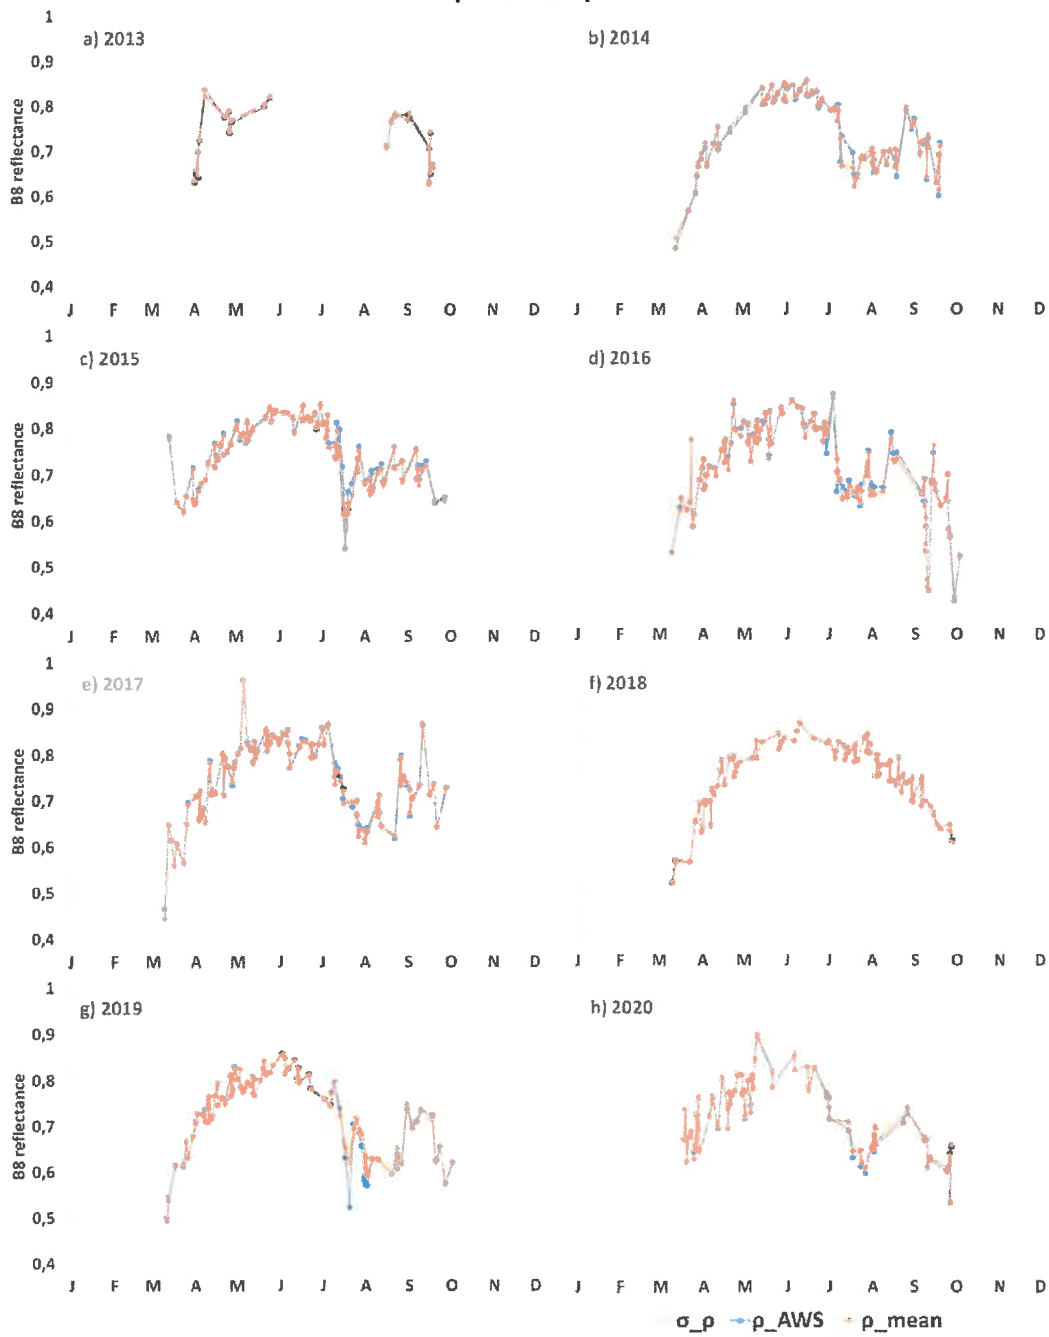 a) 2013
b) 2014
1
0,9
0,8
0,7
0,6
0,5
0,4
B8 reflectance
J F M A M J J A S O N D
J F M A M J J A S O N D
c) 2015
d) 2016
1
0,9
0,8
0,7
0,6
0,5
0,4
B8 reflectance
J F M A M J J A S O N D
J F M A M J J A S O N D
e) 2017
f) 2018
1
0,9
0,8
0,7
0,6
0,5
0,4
B8 reflectance
J F M A M J J A S O N D
J F M A M J J A S O N D
g) 2019
h) 2020
1
0,9
0,8
0,7
0,6
0,5
0,4
B8 reflectance
J F M A M J J A S O N D
J F M A M J J A S O N D
σ_ρ ρ_AWS ρ_mean